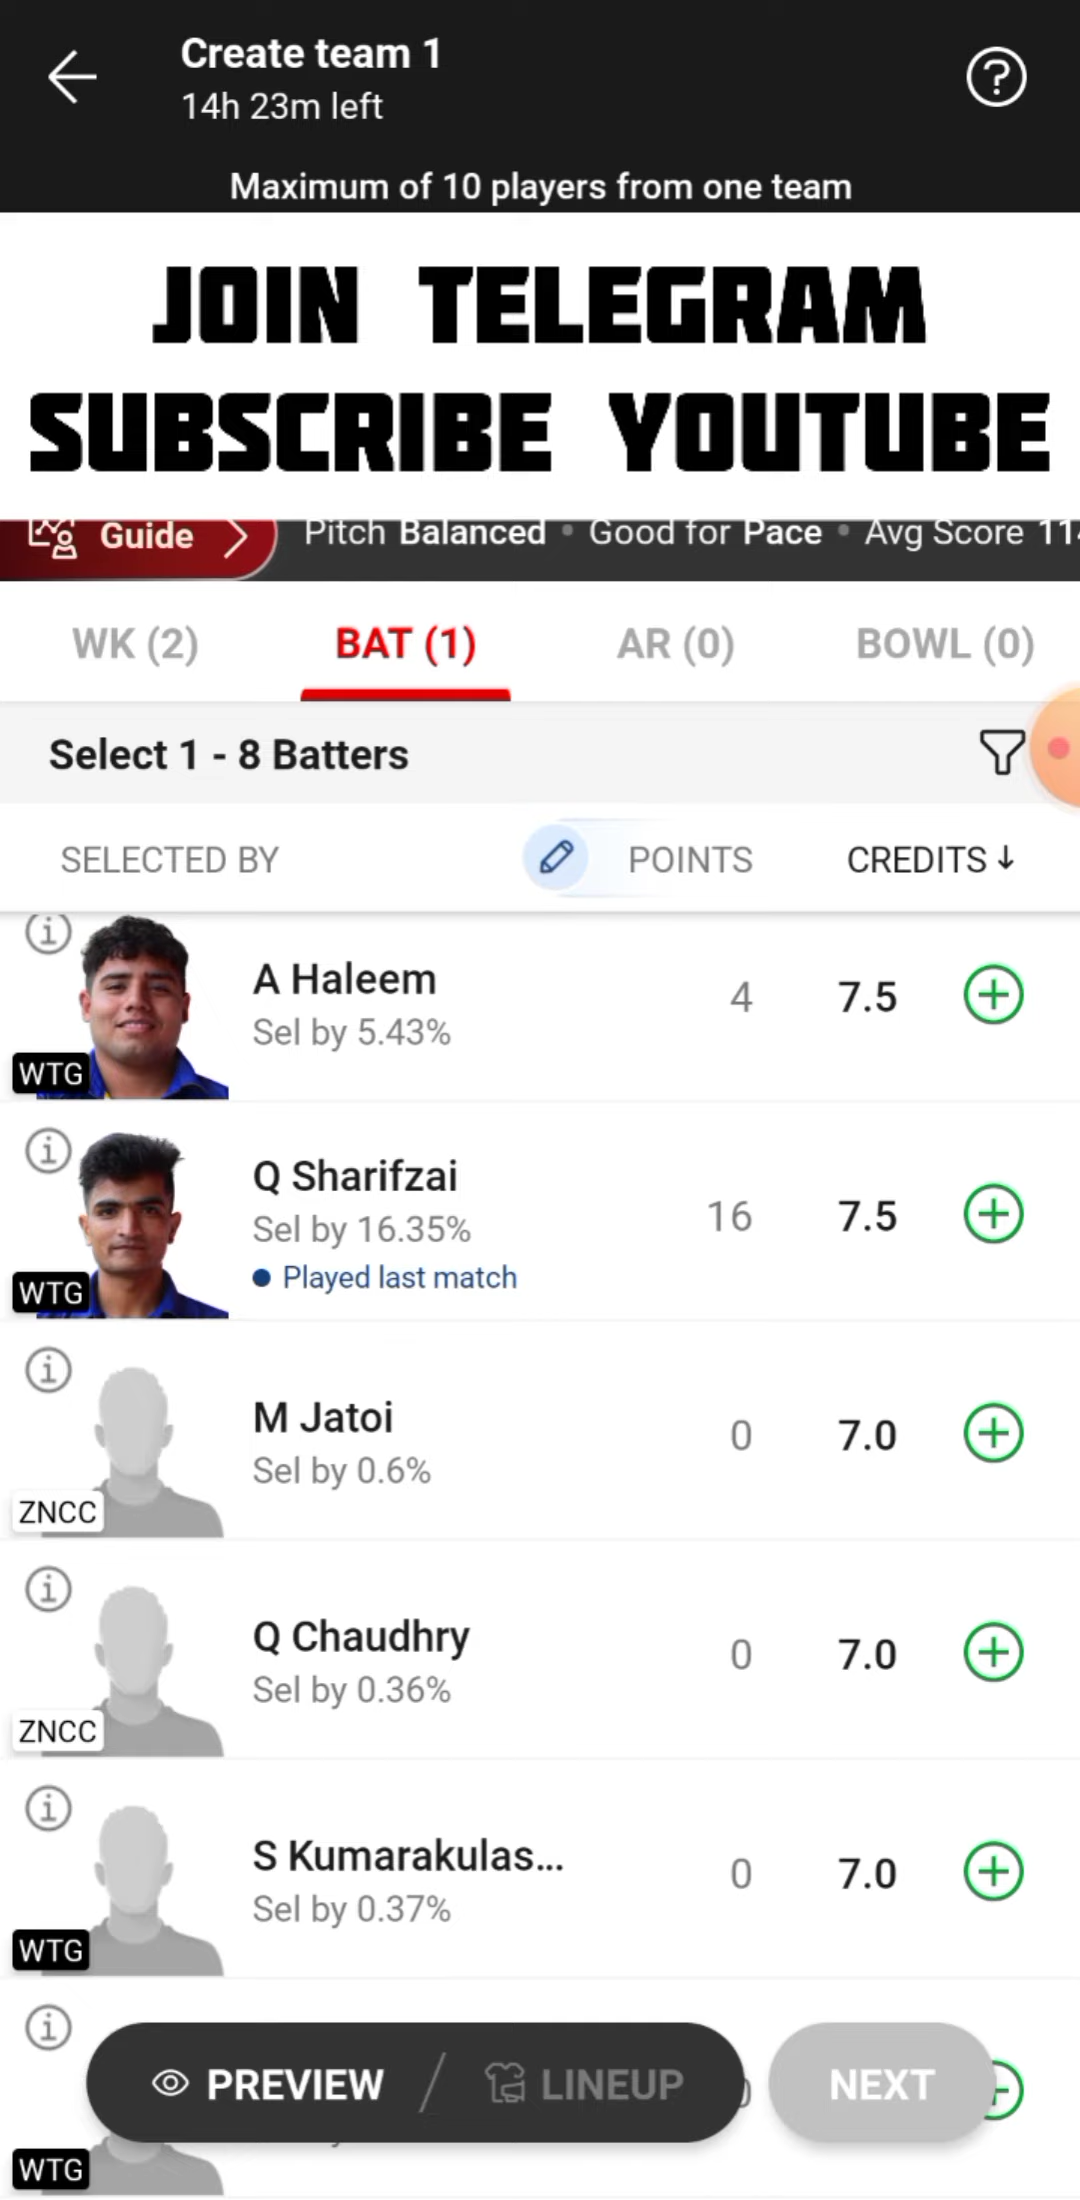 Create team 1
14h 23m left
Maximum of 10 players from one team
JOIN TELEGRAM
SUBSCRIBE YOUTUBE
Guide
Pitch Balanced • Good for Pace • Avg Score
WK (2)
BAT (1)
AR (0)
BOWL (0)
Select 1 - 8 Batters
SELECTED BY
POINTS
CREDITS ↓
A Haleem
Sel by 5.43%
4
7.5
WTG
Q Sharifzai
Sel by 16.35%
• Played last match
16
7.5
WTG
M Jatoi
Sel by 0.6%
0
7.0
ZNCC
Q Chaudhry
Sel by 0.36%
0
7.0
ZNCC
S Kumarakulas...
Sel by 0.37%
0
7.0
WTG
PREVIEW / LINEUP
NEXT
WTG